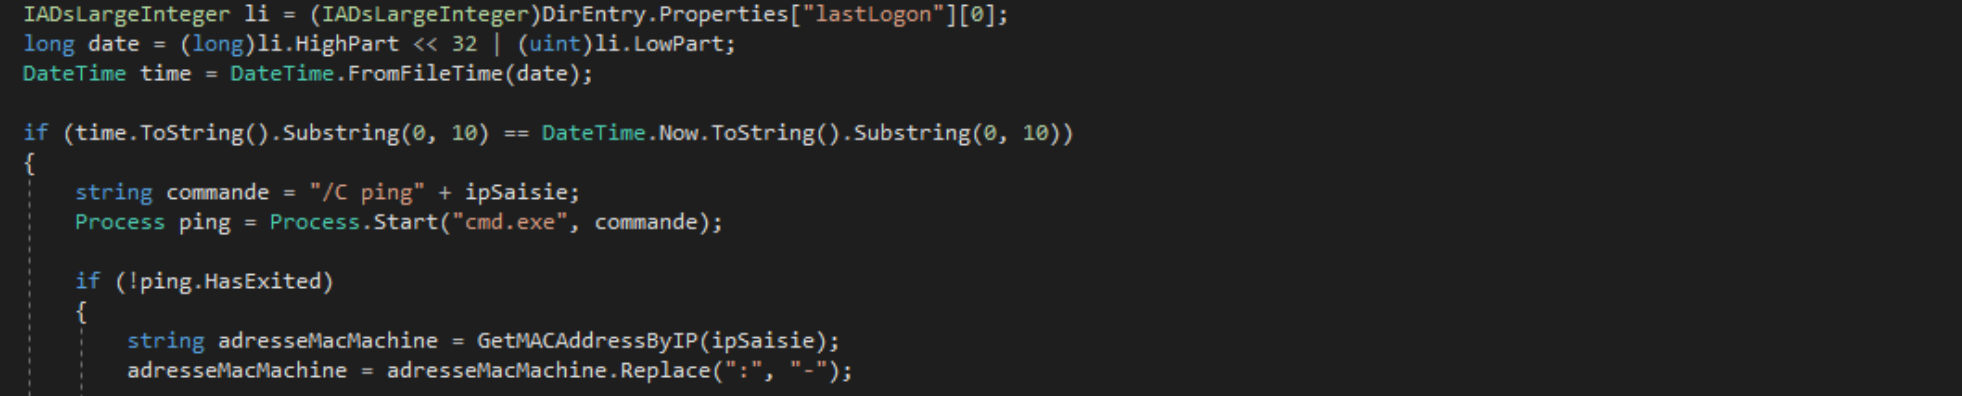 IADsLargeInteger li = (IADsLargeInteger)DirEntry.Properties["lastLogon"][0];
long date = (long)li.HighPart << 32 | (uint)li.LowPart;
DateTime time = DateTime.FromFileTime(date);
if (time.ToString().Substring(0, 10) == DateTime.Now.ToString().Substring(0, 10))
{
string commande = "/C ping" + ipSaisie;
Process ping = Process.Start("cmd.exe", commande);
if (!ping.HasExited)
{
string adresseMacMachine = GetMACAddressByIP(ipSaisie);
adresseMacMachine = adresseMacMachine.Replace(":", "-");